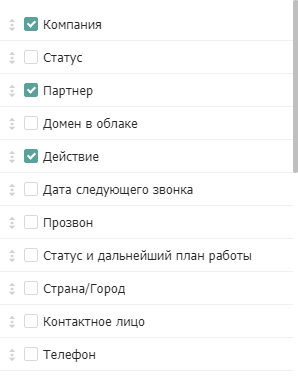 Компания
Статус
Партнер
Домен в облаке
Действие
Дата следующего звонка
Прозвон
Статус и дальнейший план работы
Страна/Город
Контактное лицо
Телефон